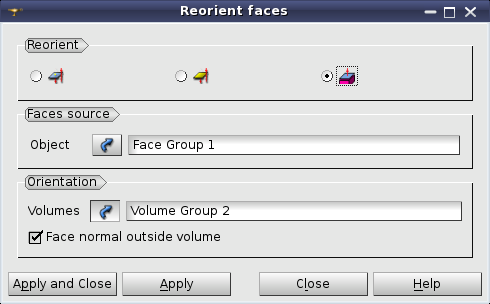 Reorient faces
Reorient
Faces source
Object Face Group 1
Orientation
Volumes Volume Group 2
Face normal outside volume
Apply and Close Apply Close Help